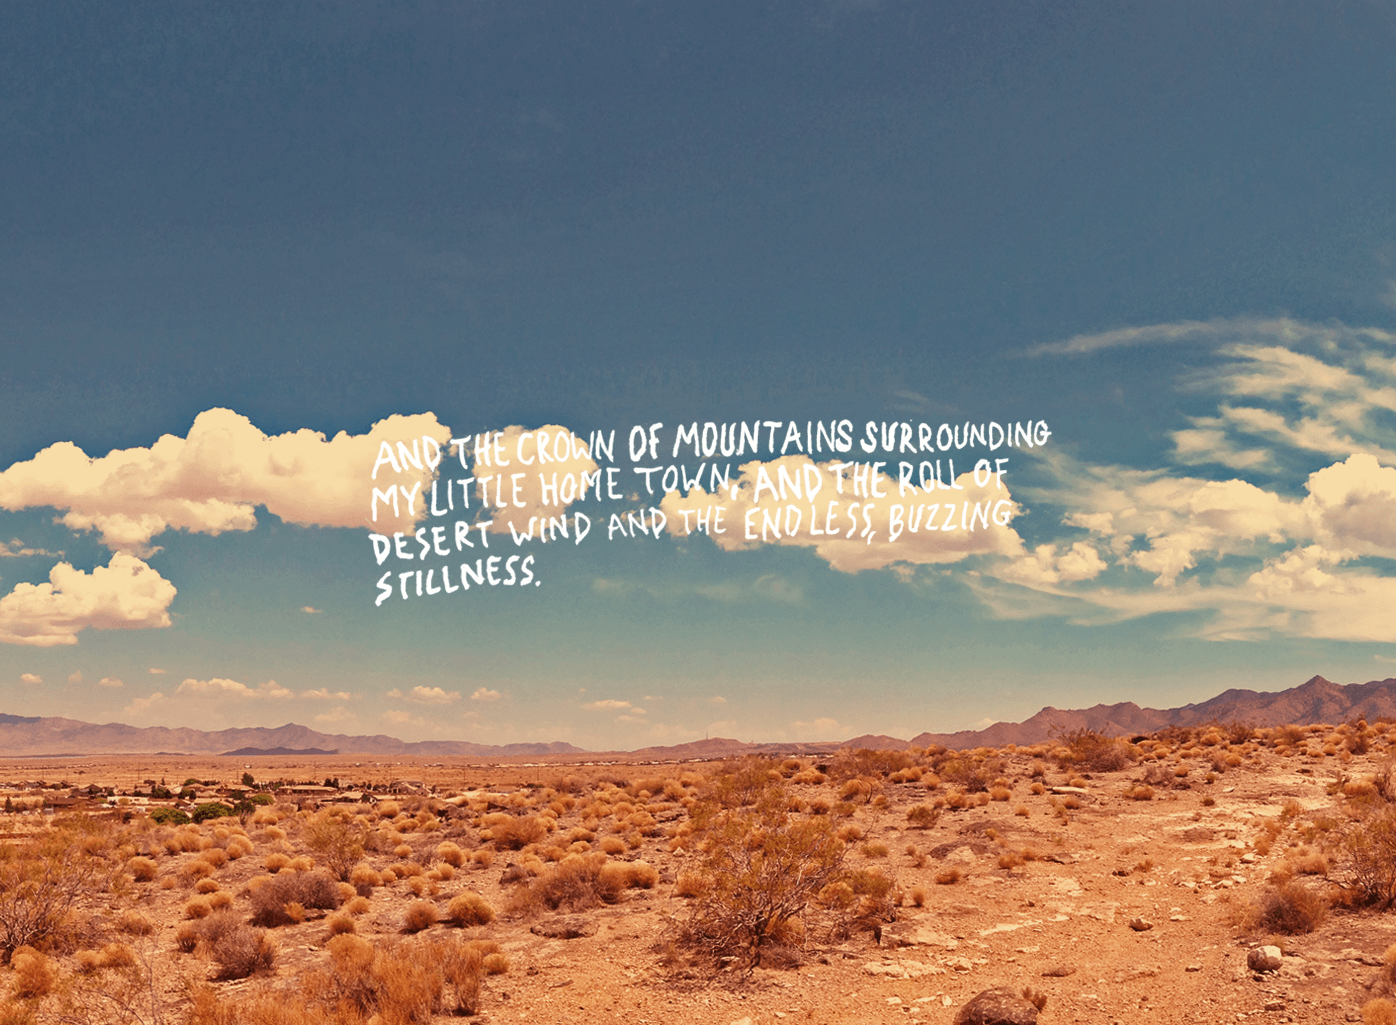 AND THE CROWN OF MOUNTAINS SURROUNDING
MY LITTLE HOME TOWN, AND THE ROLL OF
DESERT WIND AND THE ENDLESS, BUZZING
STILLNESS.